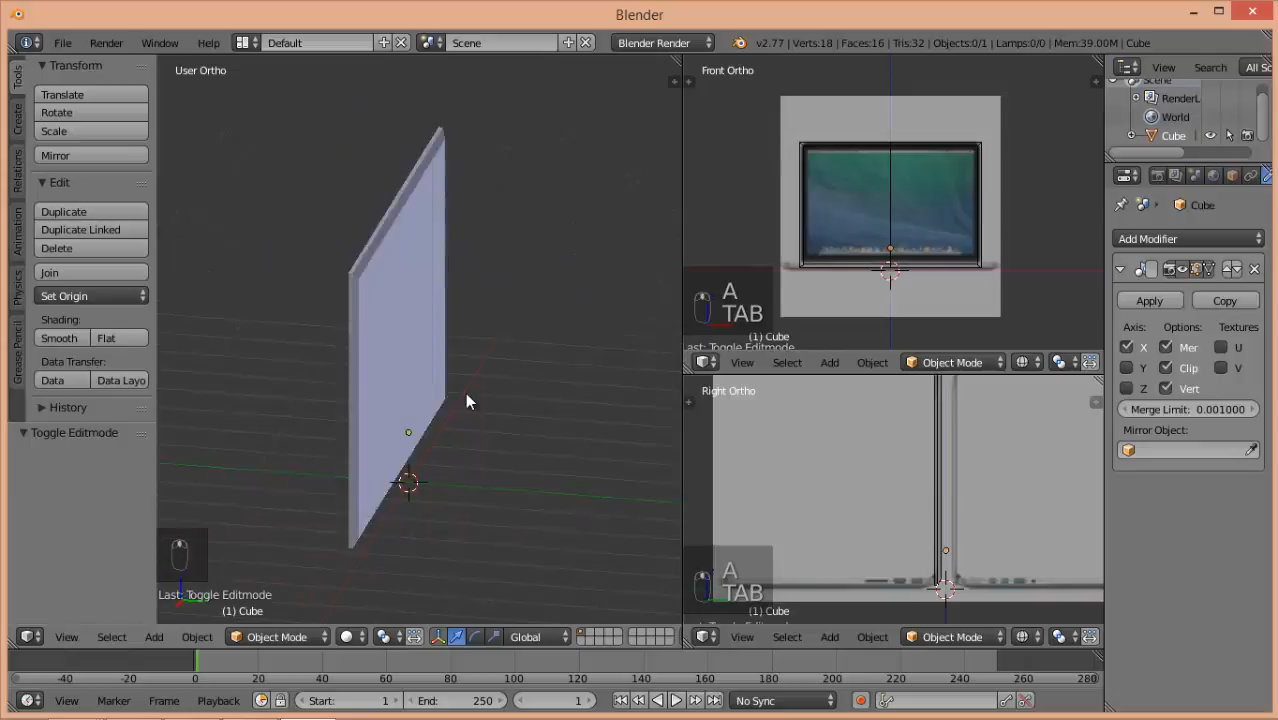 Blender
File Render Window Help Default Scene Blender Render v2.77 | Verts:18 | Faces:16 | Tris:32 | Objects:0/1 | Lamps:0/0 | Mem:39.00M | Cube
Tools
Create
Relations
Animation
Physics
Grease Pencil
Transform
Translate
Rotate
Scale
Mirror
Edit
Duplicate
Duplicate Linked
Delete
Join
Set Origin
Shading:
Smooth Flat
Data Transfer:
Data Data Layo
History
Toggle Editmode
User Ortho
Last: Toggle Editmode
(1) Cube
View Select Add Object Object Mode Global
Front Ortho
A
TAB
(1) Cube
Last: Toggle Editmode
View Select Add Object Object Mode
Right Ortho
A
TAB
(1) Cube
View Select Add Object Object Mode
View Search All Sc
Scene
RenderL
World
Cube
Cube
Add Modifier
Apply Copy
Axis: Options: Textures
X Mer U
Y Clip V
Z Vert
Merge Limit: 0.001000
Mirror Object:
-40 -20 0 20 40 60 80 100 120 140 160 180 200 220 240 260 280
View Marker Frame Playback Start: 1 End: 250 1 No Sync